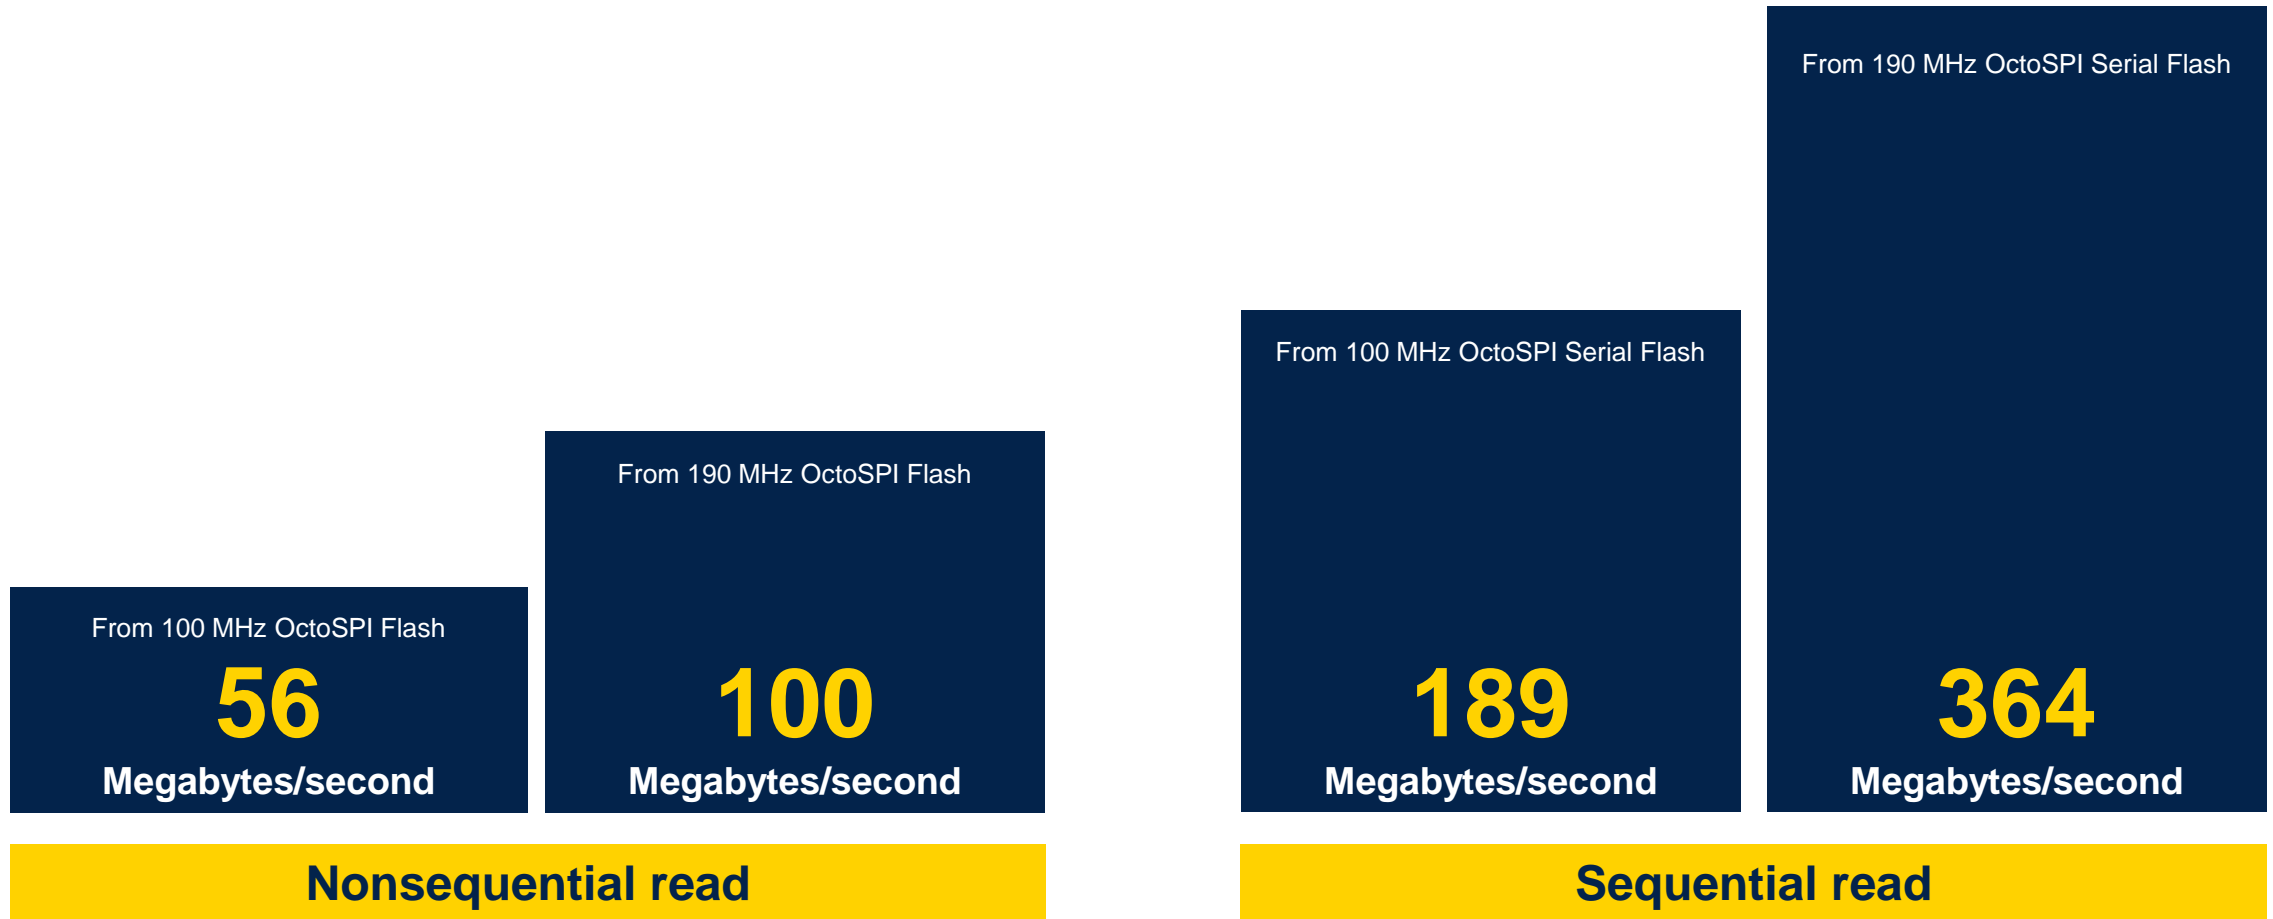 From 100 MHz OctoSPI Flash
56
Megabytes/second
From 190 MHz OctoSPI Flash
100
Megabytes/second
Nonsequential read
From 100 MHz OctoSPI Serial Flash
189
Megabytes/second
From 190 MHz OctoSPI Serial Flash
364
Megabytes/second
Sequential read